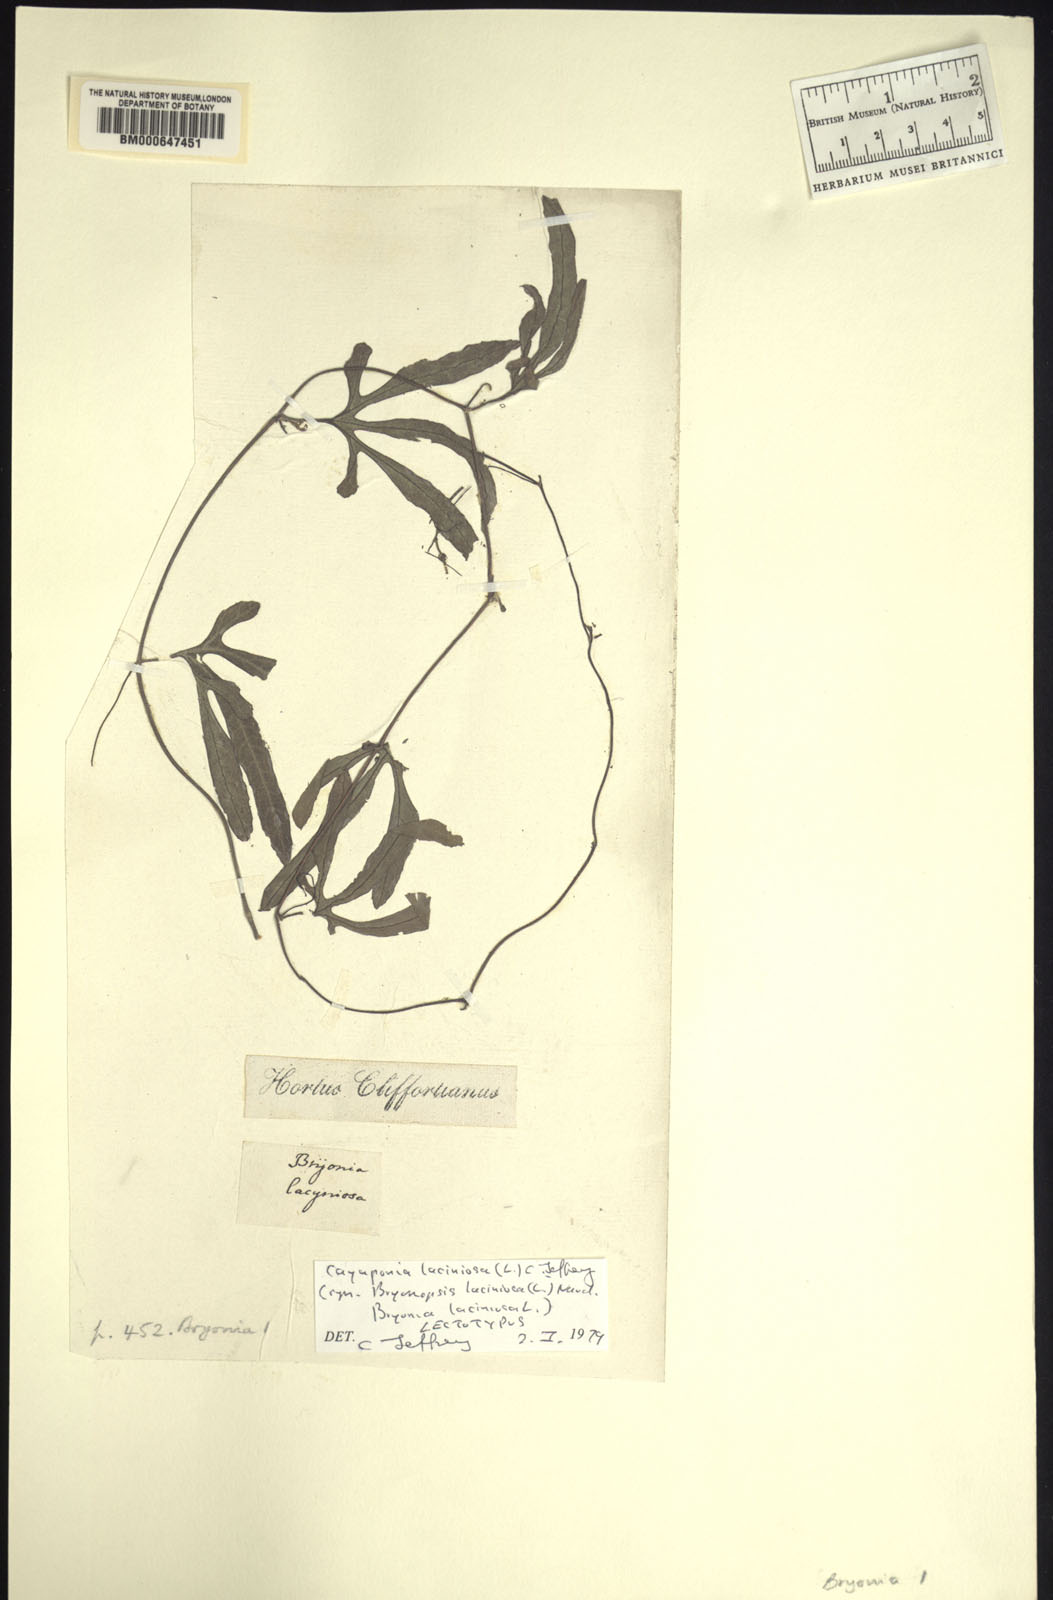 THE NATURAL HISTORY MUSEUM, LONDON
DEPARTMENT OF BOTANY
BM000647451
1 2
BRITISH MUSEUM (NATURAL HISTORY)
1 2 3 4 5
HERBARIUM MUSEI BRITANNICI
Hortus Cliffortianus
Bryonia
lacyniosa
Cayaponia laciniosa (L.) C Jeffrey
(syn. Bryonopsis laciniosa (L.) Naud.
Bryonia laciniosa L.)
LECTOTYPUS
DET. C Jeffrey 2. I. 1979
p. 452. Bryonia 1
Bryonia 1